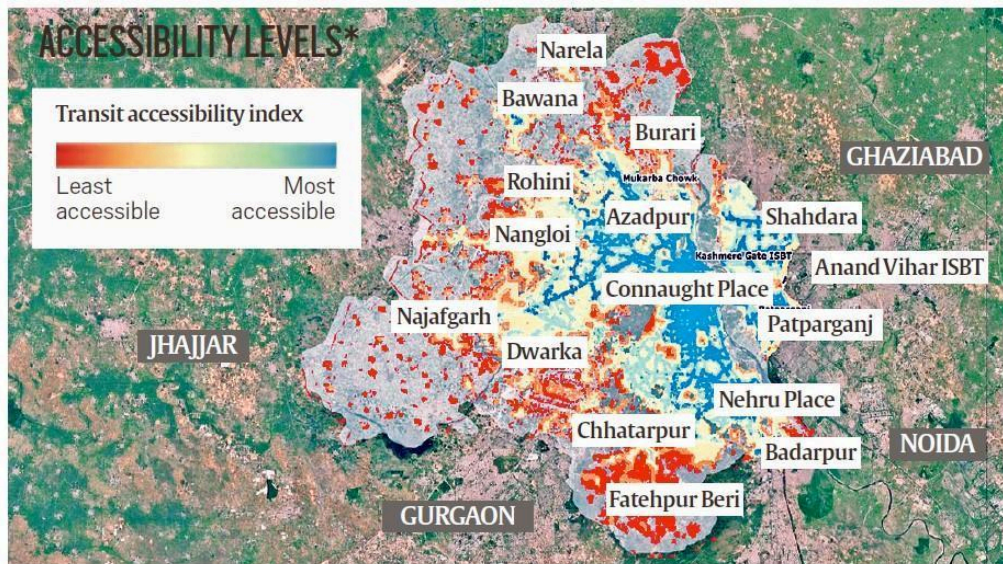 ACCESSIBILITY LEVELS*
Transit accessibility index
Least accessible
Most accessible
Narela
Bawana
Burari
GHAZIABAD
Mukarba Chowk
Rohini
Azadpur
Shahdara
Nangloi
Kashmere Gate ISBT
Anand Vihar ISBT
Connaught Place
Najafgarh
Patparganj
JHAJJAR
Dwarka
Nehru Place
Chhatarpur
NOIDA
Badarpur
Fatehpur Beri
GURGAON